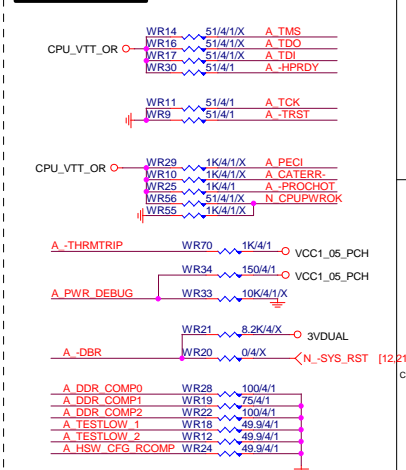 WR14 51/4/1/X A_TMS
CPU_VTT_OR WR16 51/4/1/X A_TDO
WR17 51/4/1/X A_TDI
WR30 51/4/1 A_-HPRDY
WR11 51/4/1 A_TCK
WR9 51/4/1 A_-TRST
CPU_VTT_OR WR29 1K/4/1/X A_PECI
WR10 1K/4/1/X A_CATERR-
WR25 1K/4/1 A_-PROCHOT
WR56 51/4/1/X N_CPUPWROK
WR55 1K/4/1/X
A_-THRMTRIP WR70 1K/4/1 VCC1_05_PCH
WR34 150/4/1 VCC1_05_PCH
A_PWR_DEBUG WR33 10K/4/1/X
WR21 8.2K/4/X 3VDUAL
A_-DBR WR20 0/4/X N_-SYS_RST [12,21
C
A_DDR_COMP0 WR28 100/4/1
A_DDR_COMP1 WR19 75/4/1
A_DDR_COMP2 WR22 100/4/1
A_TESTLOW_1 WR18 49.9/4/1
A_TESTLOW_2 WR12 49.9/4/1
A_HSW_CFG_RCOMP WR24 49.9/4/1